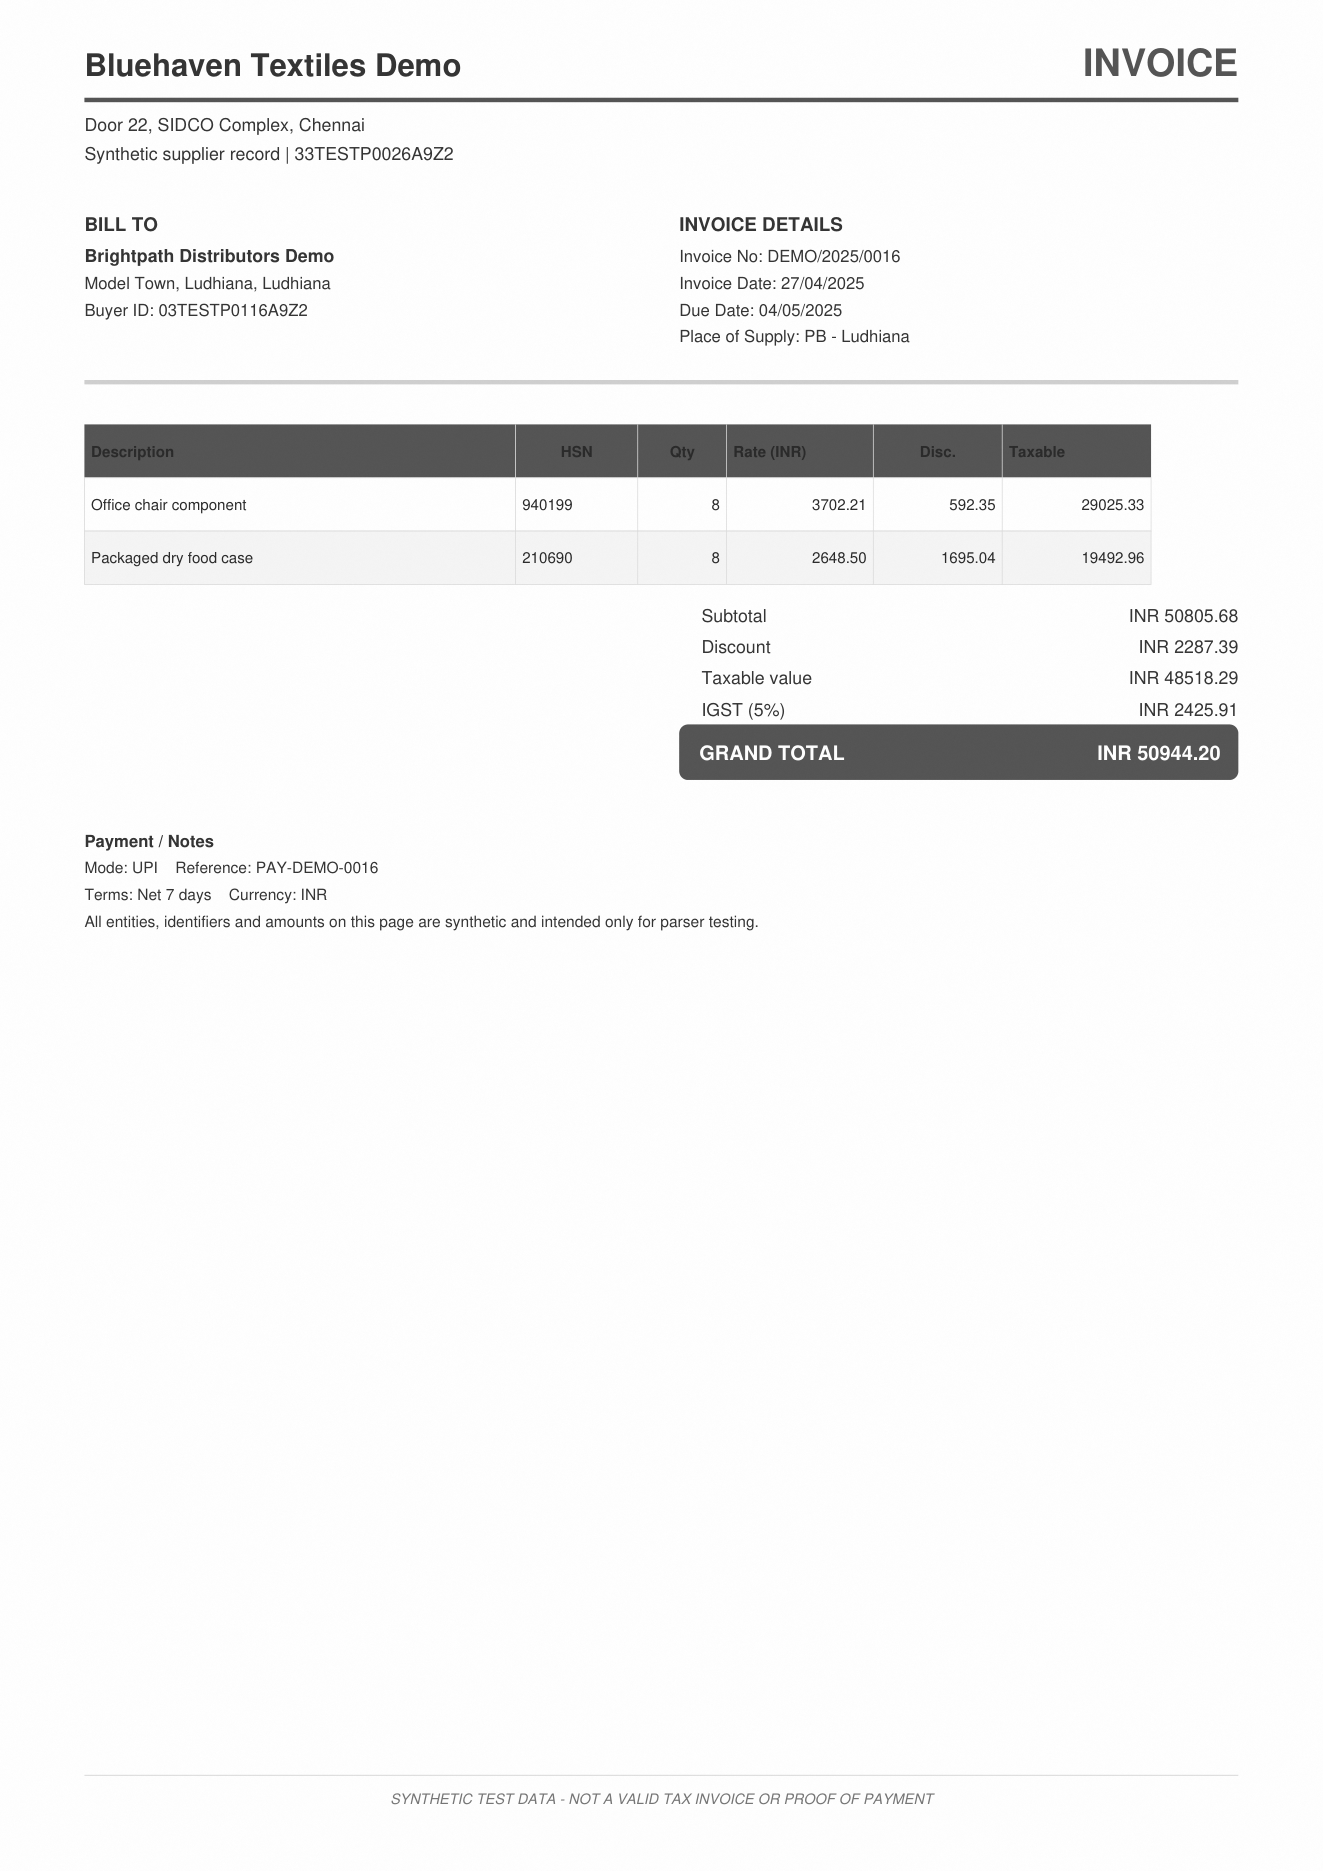 Bluehaven Textiles Demo INVOICE
Door 22, SIDCO Complex, Chennai
Synthetic supplier record | 33TESTP0026A9Z2
BILL TO
Brightpath Distributors Demo
Model Town, Ludhiana, Ludhiana
Buyer ID: 03TESTP0116A9Z2
INVOICE DETAILS
Invoice No: DEMO/2025/0016
Invoice Date: 27/04/2025
Due Date: 04/05/2025
Place of Supply: PB - Ludhiana
Description HSN Qty Rate (INR) Disc. Taxable
Office chair component 940199 8 3702.21 592.35 29025.33
Packaged dry food case 210690 8 2648.50 1695.04 19492.96
Subtotal INR 50805.68
Discount INR 2287.39
Taxable value INR 48518.29
IGST (5%) INR 2425.91
GRAND TOTAL INR 50944.20
Payment / Notes
Mode: UPI Reference: PAY-DEMO-0016
Terms: Net 7 days Currency: INR
All entities, identifiers and amounts on this page are synthetic and intended only for parser testing.
SYNTHETIC TEST DATA - NOT A VALID TAX INVOICE OR PROOF OF PAYMENT